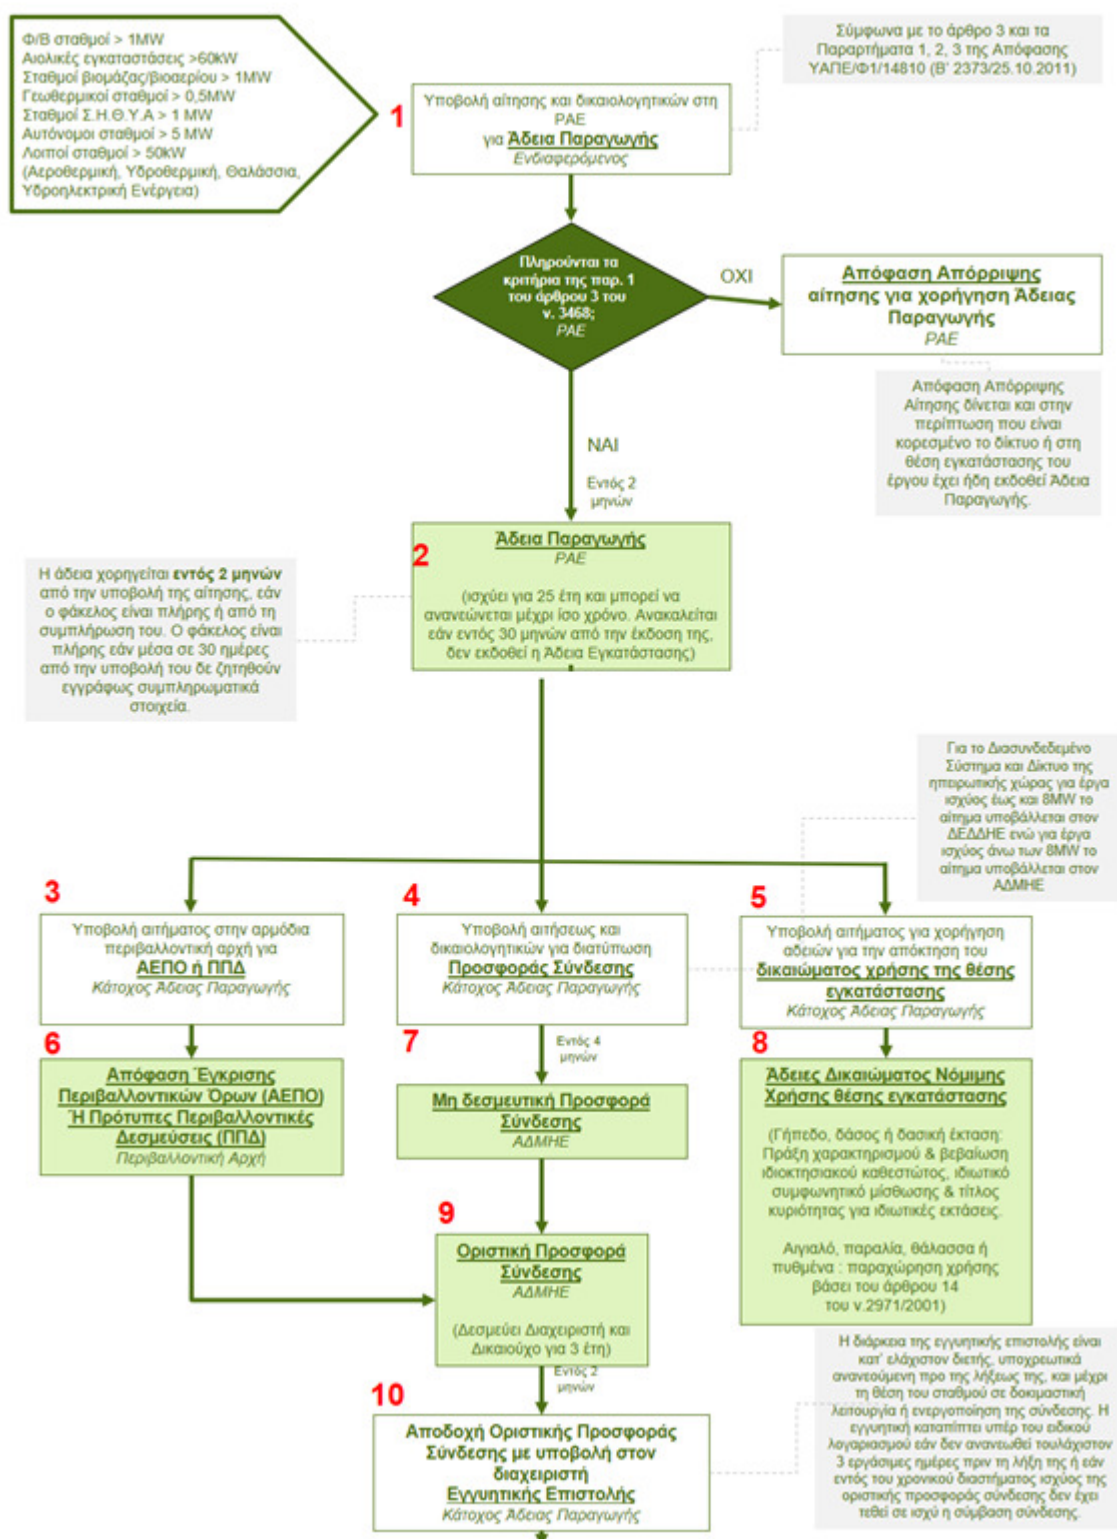 Φ/Β σταθμοί > 1MW
Αιολικές εγκαταστάσεις >60kW
Σταθμοί βιομάζας/βιοαερίου > 1MW
Γεωθερμικοί σταθμοί > 0,5MW
Σταθμοί Σ.Η.Θ.Υ.Α > 1 MW
Αυτόνομοι σταθμοί > 5 MW
Λοιποί σταθμοί > 50kW
(Αεροθερμική, Υδροθερμική, Θαλάσσια,
Υδροηλεκτρική Ενέργεια)
Σύμφωνα με το άρθρο 3 και τα
Παραρτήματα 1, 2, 3 της Απόφασης
ΥΑΠΕ/Φ1/14810 (Β' 2373/25.10.2011)
1
Υποβολή αίτησης και δικαιολογητικών στη
ΡΑΕ
για Άδεια Παραγωγής
Ενδιαφερόμενος
Πληρούνται τα
κριτήρια της παρ. 1
του άρθρου 3 του
ν. 3468;
ΡΑΕ
ΟΧΙ
Απόφαση Απόρριψης
αίτησης για χορήγηση Άδειας
Παραγωγής
ΡΑΕ
Απόφαση Απόρριψης
Αίτησης δίνεται και στην
περίπτωση που είναι
κορεσμένο το δίκτυο ή στη
θέση εγκατάστασης του
έργου έχει ήδη εκδοθεί Άδεια
Παραγωγής.
ΝΑΙ
Εντός 2
μηνών
2
Άδεια Παραγωγής
ΡΑΕ
(ισχύει για 25 έτη και μπορεί να
ανανεώνεται μέχρι ίσο χρόνο. Ανακαλείται
εάν εντός 30 μηνών από την έκδοση της,
δεν εκδοθεί η Άδεια Εγκατάστασης)
Η άδεια χορηγείται εντός 2 μηνών
από την υποβολή της αίτησης, εάν
ο φάκελος είναι πλήρης ή από τη
συμπλήρωση του. Ο φάκελος είναι
πλήρης εάν μέσα σε 30 ημέρες
από την υποβολή του δε ζητηθούν
εγγράφως συμπληρωματικά
στοιχεία.
Για το Διασυνδεδεμένο
Σύστημα και Δίκτυο της
ηπειρωτικής χώρας για έργα
ισχύος έως και 8MW το
αίτημα υποβάλλεται στον
ΔΕΔΔΗΕ ενώ για έργα
ισχύος άνω των 8MW το
αίτημα υποβάλλεται στον
ΑΔΜΗΕ
3
Υποβολή αιτήματος στην αρμόδια
περιβαλλοντική αρχή για
ΑΕΠΟ ή ΠΠΔ
Κάτοχος Άδειας Παραγωγής
4
Υποβολή αιτήσεως και
δικαιολογητικών για διατύπωση
Προσφοράς Σύνδεσης
Κάτοχος Άδειας Παραγωγής
5
Υποβολή αιτήματος για χορήγηση
αδειών για την απόκτηση του
δικαιώματος χρήσης της θέσης
εγκατάστασης
Κάτοχος Άδειας Παραγωγής
6
Απόφαση Έγκρισης
Περιβαλλοντικών Όρων (ΑΕΠΟ)
Ή Πρότυπες Περιβαλλοντικές
Δεσμεύσεις (ΠΠΔ)
Περιβαλλοντική Αρχή
7
Εντός 4
μηνών
Μη δεσμευτική Προσφορά
Σύνδεσης
ΑΔΜΗΕ
8
Άδειες Δικαιώματος Νόμιμης
Χρήσης θέσης εγκατάστασης
(Γήπεδο, δάσος ή δασική έκταση:
Πράξη χαρακτηρισμού & βεβαίωση
ιδιοκτησιακού καθεστώτος, ιδιωτικό
συμφωνητικό μίσθωσης & τίτλος
κυριότητας για ιδιωτικές εκτάσεις.
Αιγιαλό, παραλία, θάλασσα ή
πυθμένα : παραχώρηση χρήσης
βάσει του άρθρου 14
του ν.2971/2001)
9
Οριστική Προσφορά
Σύνδεσης
ΑΔΜΗΕ
(Δεσμεύει Διαχειριστή και
Δικαιούχο για 3 έτη)
Εντός 2
μηνών
10
Αποδοχή Οριστικής Προσφοράς
Σύνδεσης με υποβολή στον
διαχειριστή
Εγγυητικής Επιστολής
Κάτοχος Άδειας Παραγωγής
Η διάρκεια της εγγυητικής επιστολής είναι
κατ' ελάχιστον διετής, υποχρεωτικά
ανανεούμενη προ της λήξεως της, και μέχρι
τη θέση του σταθμού σε δοκιμαστική
λειτουργία ή ενεργοποίηση της σύνδεσης. Η
εγγυητική καταπίπτει υπέρ του ειδικού
λογαριασμού εάν δεν ανανεωθεί τουλάχιστον
3 εργάσιμες ημέρες πριν τη λήξη της ή εάν
εντός του χρονικού διαστήματος ισχύος της
οριστικής προσφοράς σύνδεσης δεν έχει
τεθεί σε ισχύ η σύμβαση σύνδεσης.